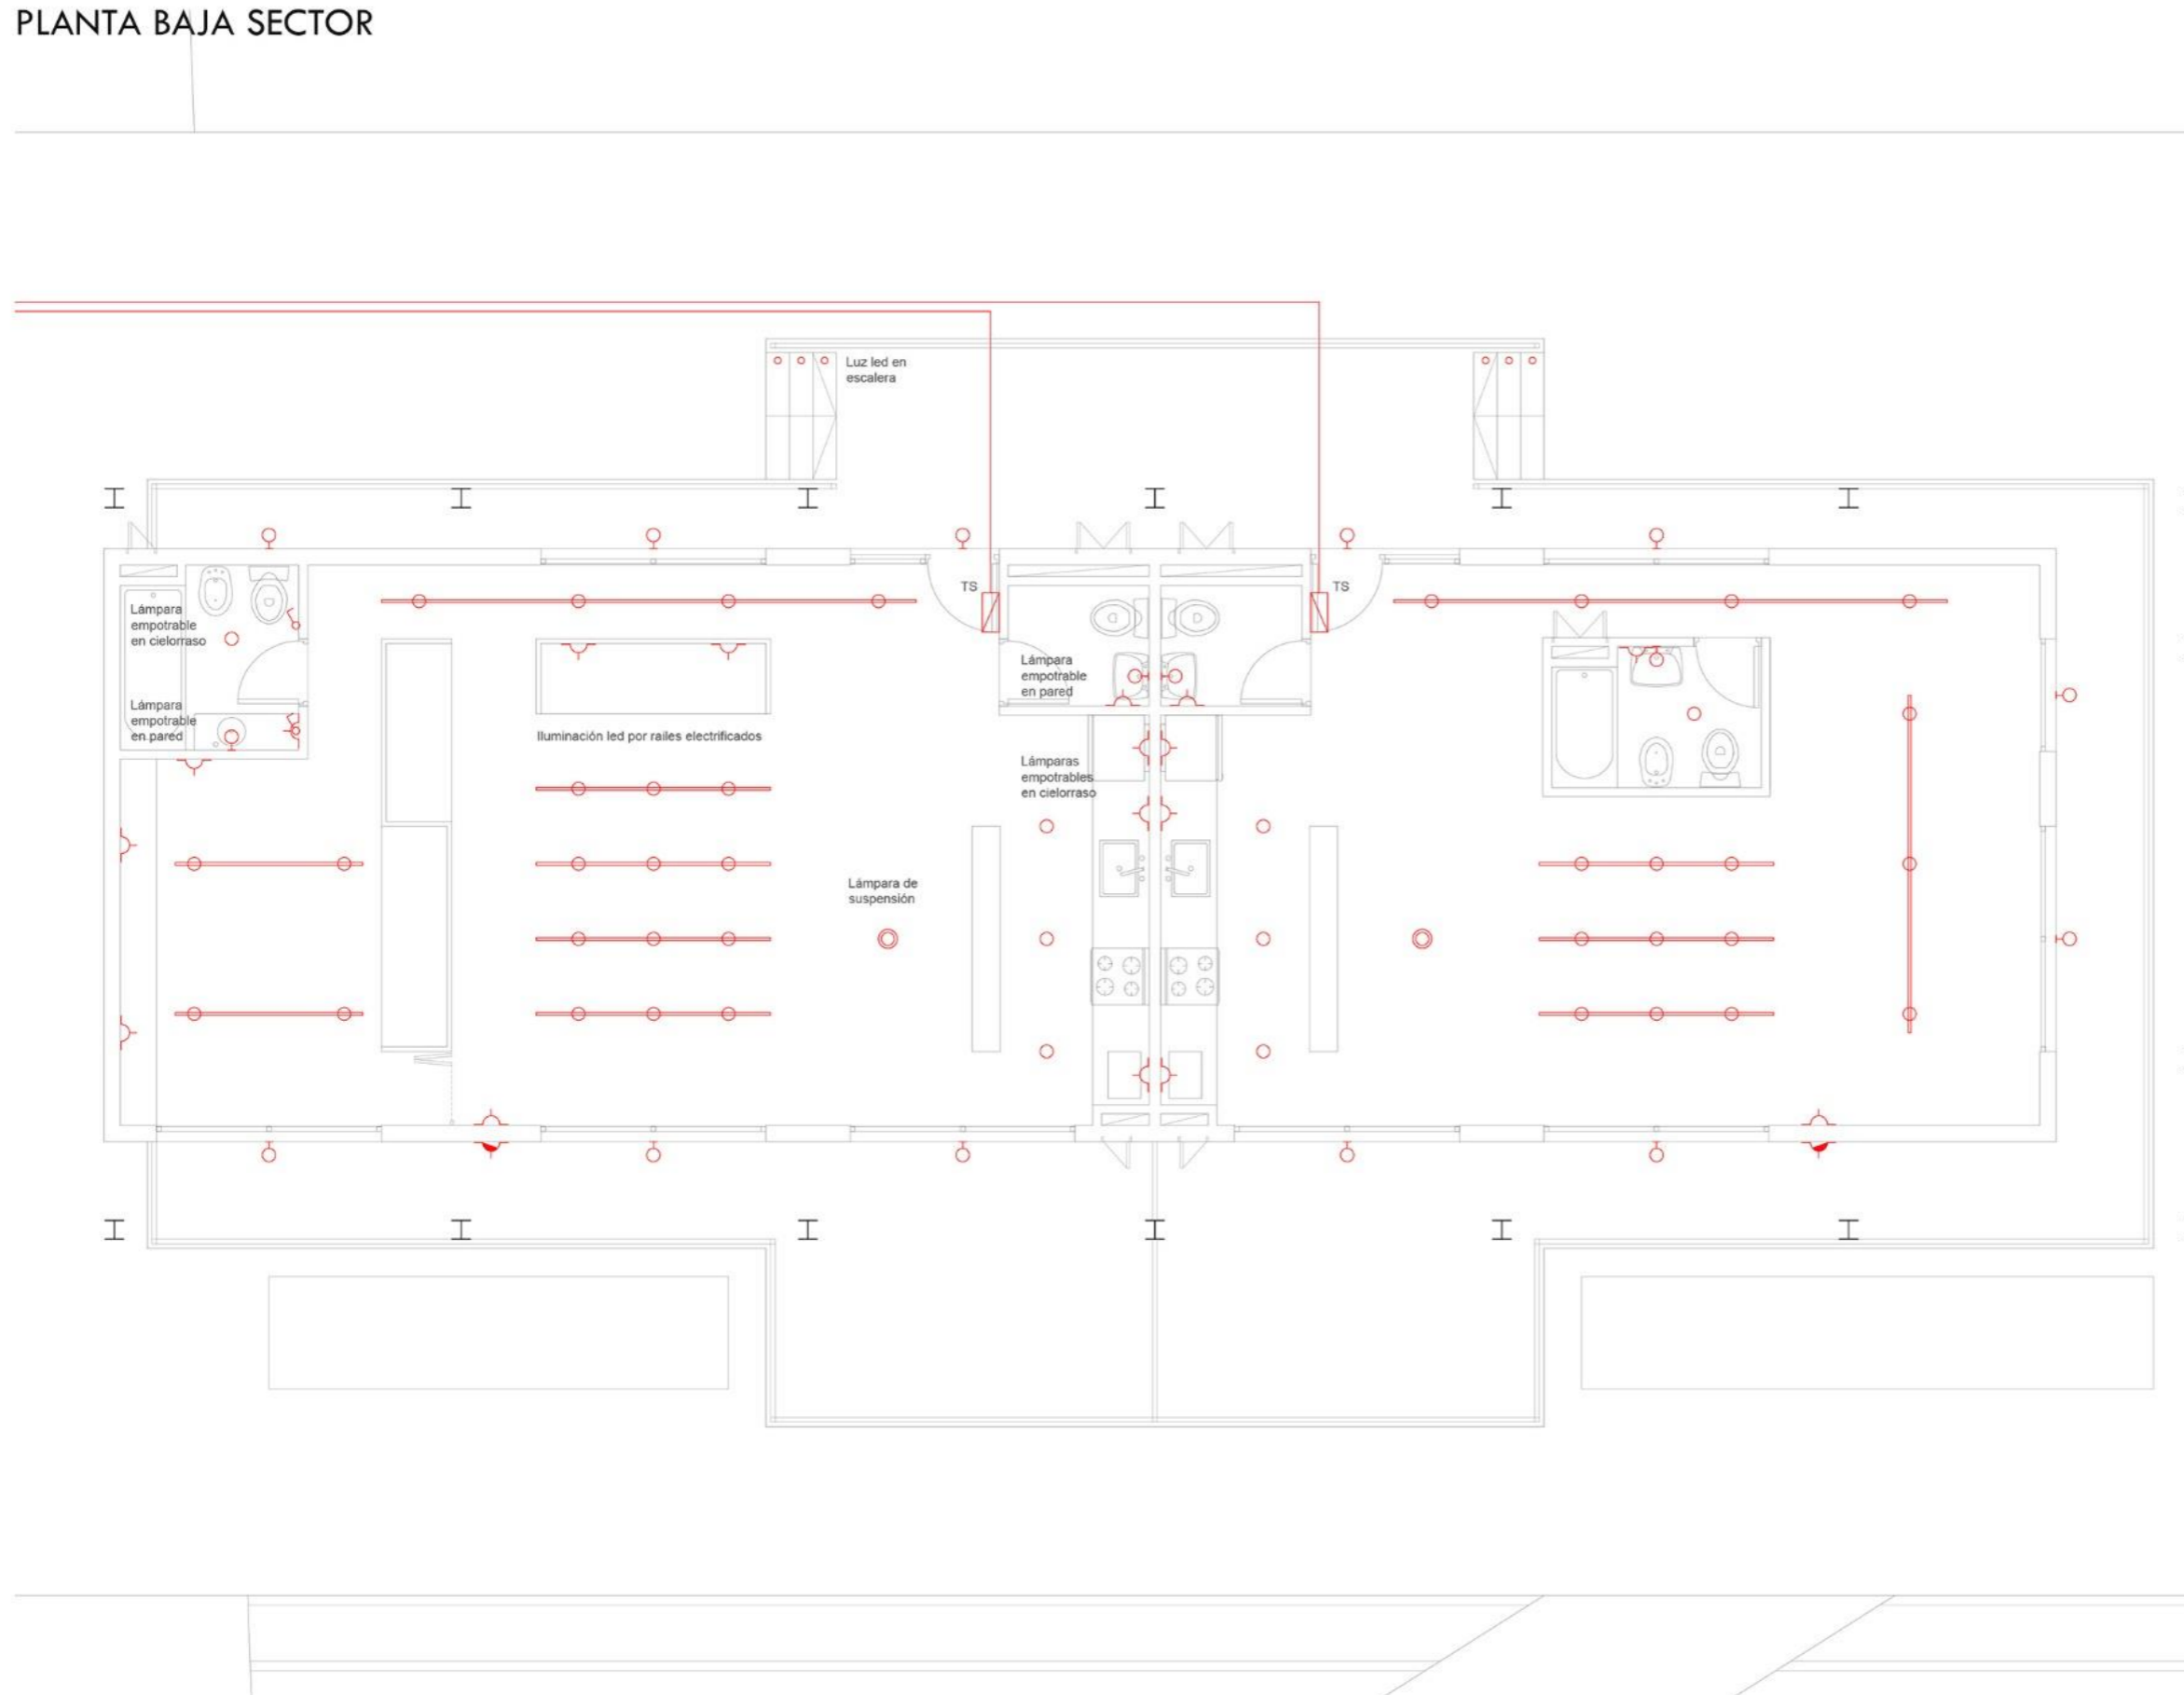 PLANTA BAJA SECTOR
Luz led en
escalera
TS
TS
Lámpara
empotrable
en cielorraso
Lámpara
empotrable
en pared
Lámpara
empotrable
en pared
Iluminación led por railes electrificados
Lámparas
empotrables
en cielorraso
Lámpara de
suspensión